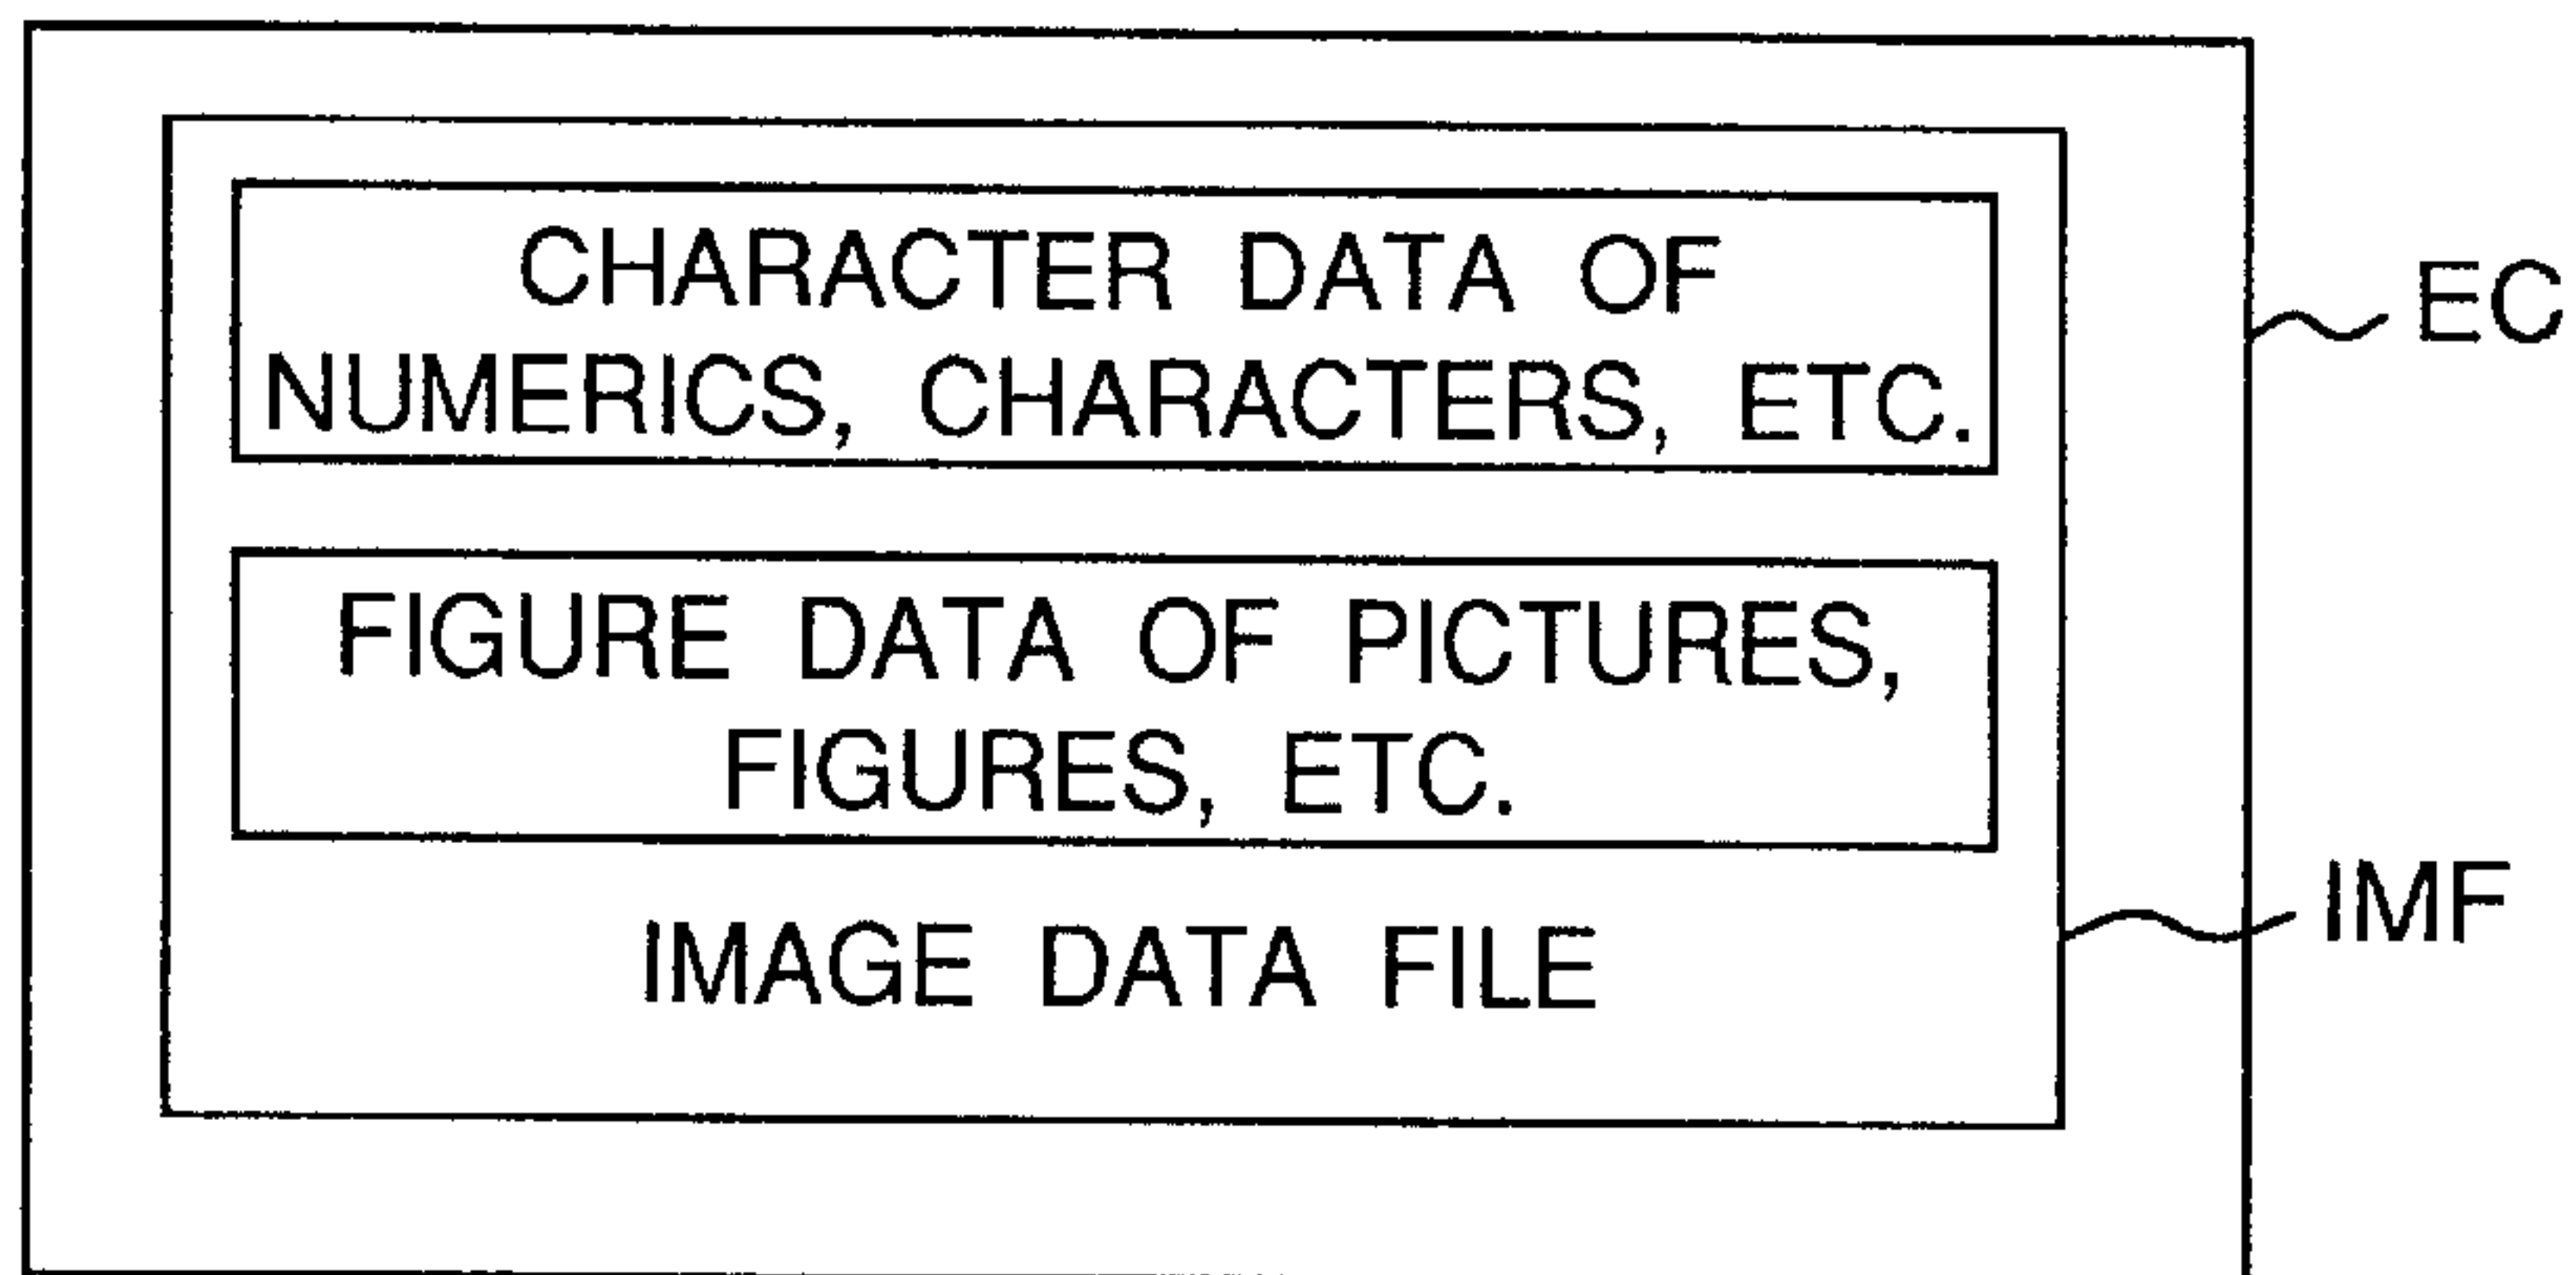 CHARACTER DATA OF
NUMERICS, CHARACTERS, ETC.
EC
FIGURE DATA OF PICTURES,
FIGURES, ETC.
IMAGE DATA FILE
IMF